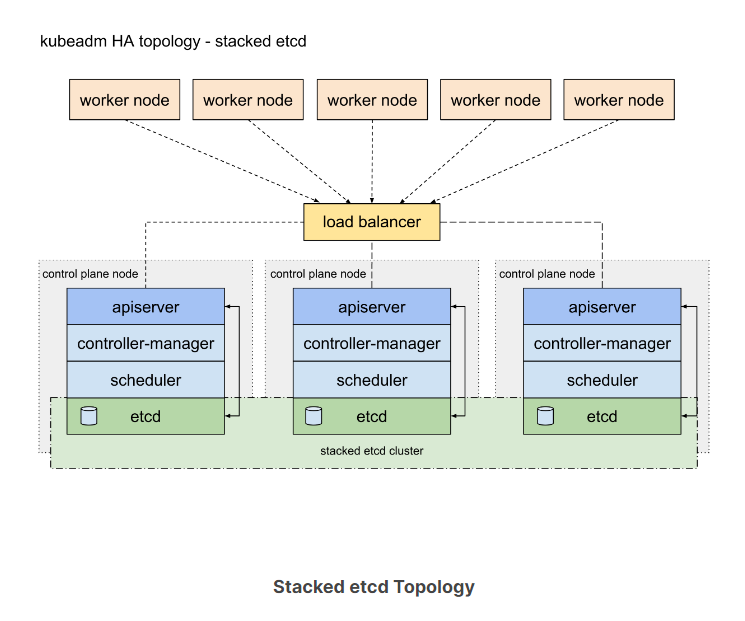 kubeadm HA topology - stacked etcd
worker node
worker node
worker node
worker node
worker node
load balancer
control plane node
control plane node
control plane node
apiserver
apiserver
apiserver
controller-manager
controller-manager
controller-manager
scheduler
scheduler
scheduler
etcd
etcd
etcd
stacked etcd cluster
Stacked etcd Topology